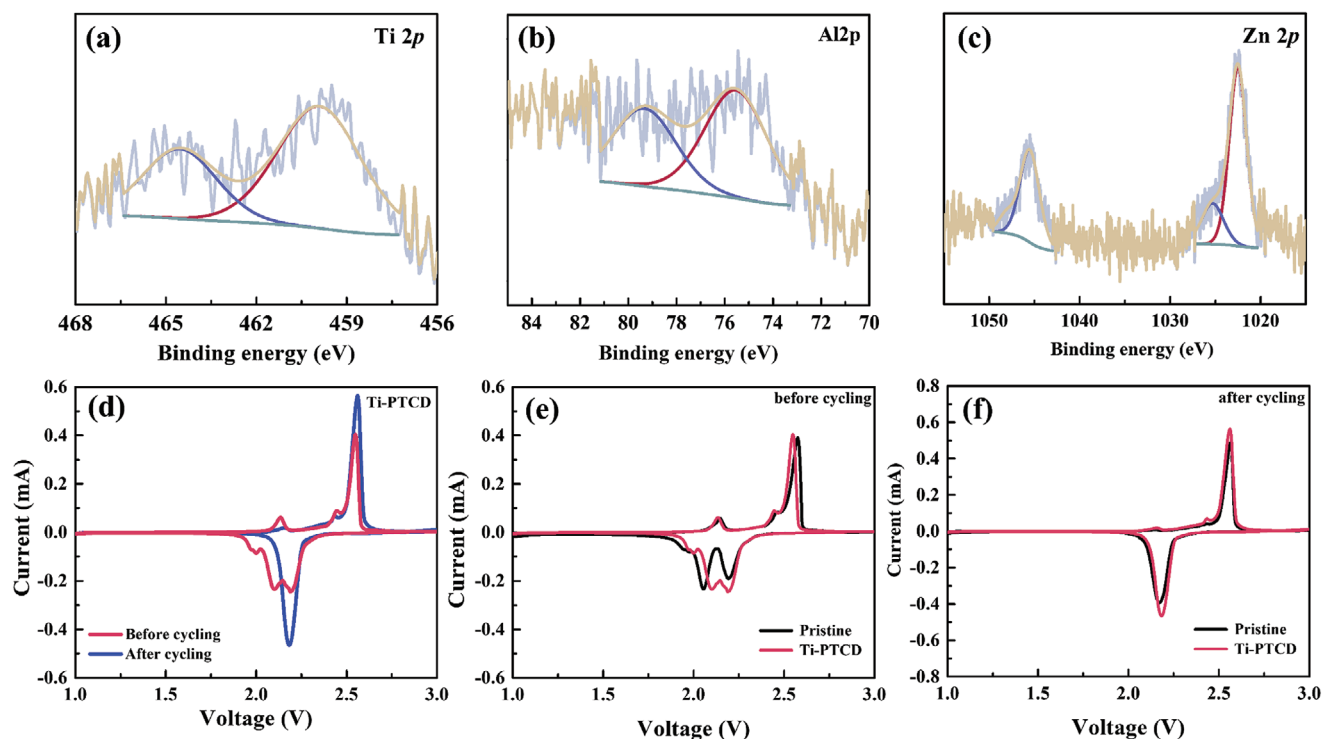 (a)
Ti 2p
468 465 462 459 456
Binding energy (eV)
(b)
Al2p
84 82 80 78 76 74 72 70
Binding energy (eV)
(c)
Zn 2p
1050 1040 1030 1020
Binding energy (eV)
(d)
Ti-PTCD
Current (mA)
0.6
0.4
0.2
0.0
-0.2
-0.4
-0.6
Before cycling
After cycling
1.0 1.5 2.0 2.5 3.0
Voltage (V)
(e)
before cycling
Current (mA)
0.6
0.4
0.2
0.0
-0.2
-0.4
-0.6
Pristine
Ti-PTCD
1.0 1.5 2.0 2.5 3.0
Voltage (V)
(f)
after cycling
Current (mA)
0.8
0.6
0.4
0.2
0.0
-0.2
-0.4
-0.6
-0.8
Pristine
Ti-PTCD
1.0 1.5 2.0 2.5 3.0
Voltage (V)